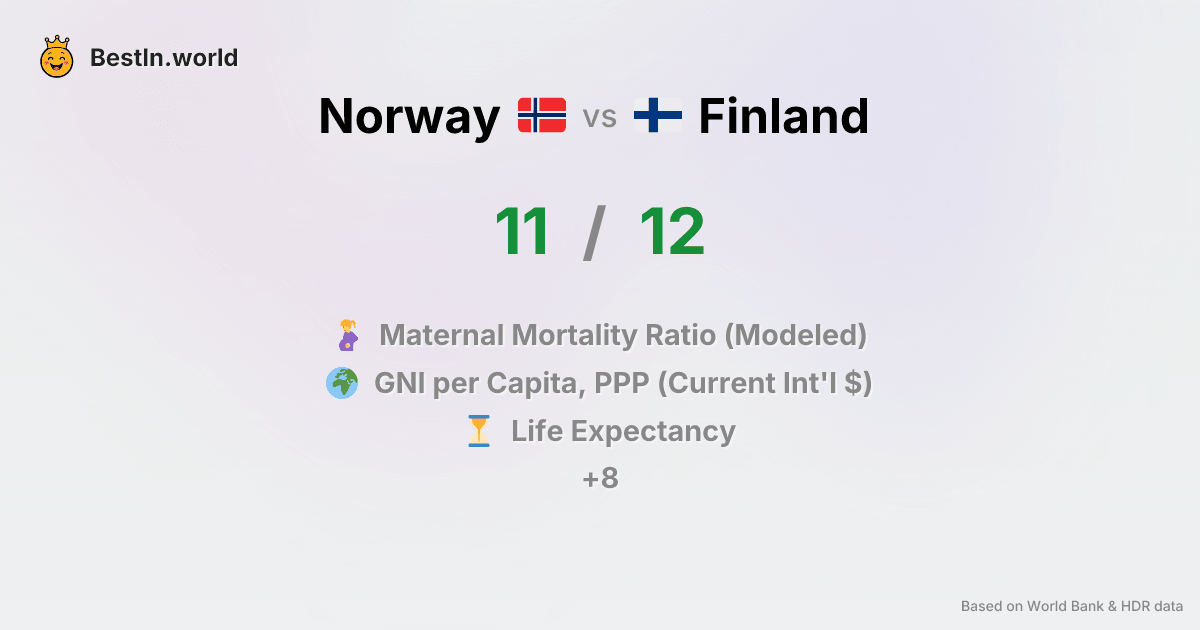 BestIn.world
Norway vs Finland
11 / 12
Maternal Mortality Ratio (Modeled)
GNI per Capita, PPP (Current Int'l $)
Life Expectancy
+8
Based on World Bank & HDR data